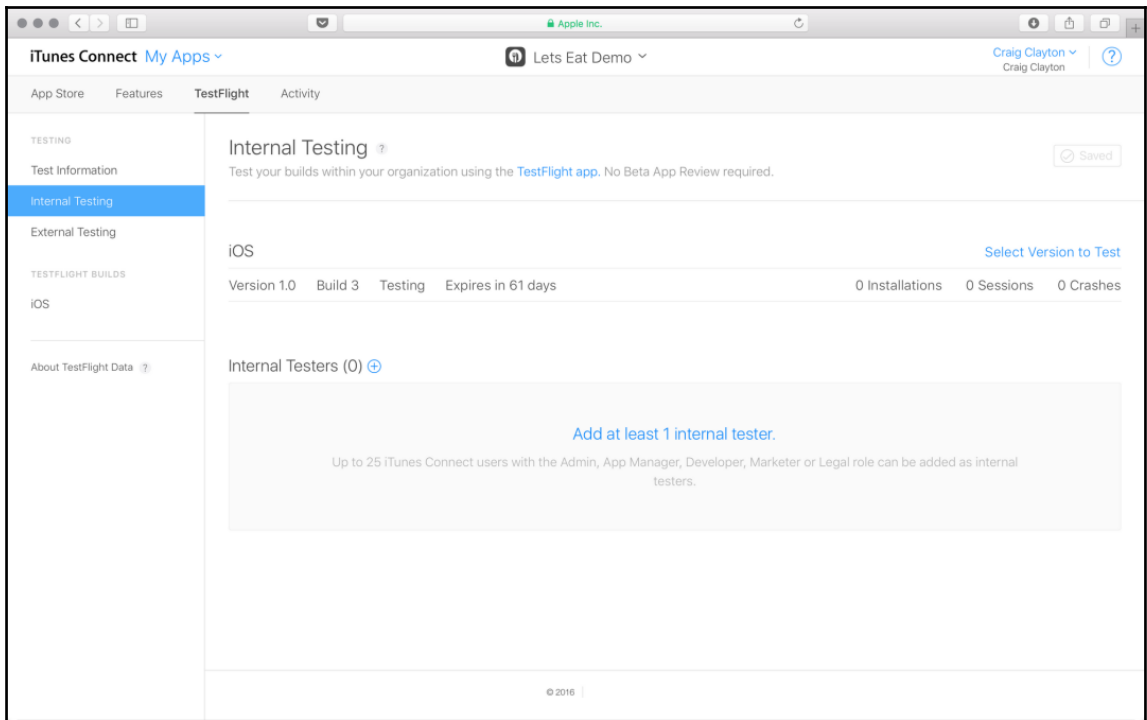 Apple Inc.
iTunes Connect My Apps
Lets Eat Demo
Craig Clayton
Craig Clayton
?
App Store Features TestFlight Activity
TESTING
Test Information
Internal Testing
External Testing
TESTFLIGHT BUILDS
iOS
About TestFlight Data ?
Internal Testing ?
Saved
Test your builds within your organization using the TestFlight app. No Beta App Review required.
iOS Select Version to Test
Version 1.0 Build 3 Testing Expires in 61 days 0 Installations 0 Sessions 0 Crashes
Internal Testers (0)
Add at least 1 internal tester.
Up to 25 iTunes Connect users with the Admin, App Manager, Developer, Marketer or Legal role can be added as internal
testers.
© 2016